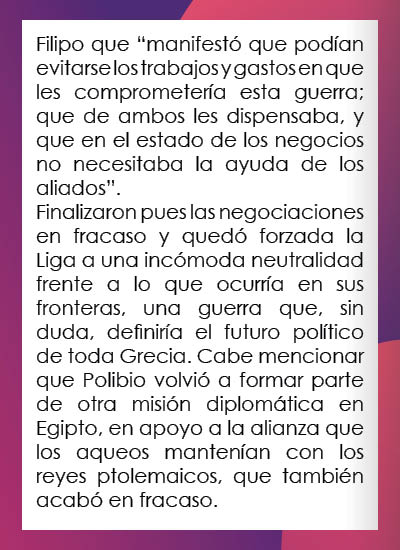 Filipo que “manifestó que podían
evitarse los trabajos y gastos en que
les comprometería esta guerra;
que de ambos les dispensaba, y
que en el estado de los negocios
no necesitaba la ayuda de los
aliados”.
Finalizaron pues las negociaciones
en fracaso y quedó forzada la
Liga a una incómoda neutralidad
frente a lo que ocurría en sus
fronteras, una guerra que, sin
duda, definiría el futuro político
de toda Grecia. Cabe mencionar
que Polibio volvió a formar parte
de otra misión diplomática en
Egipto, en apoyo a la alianza que
los aqueos mantenían con los
reyes ptolemaicos, que también
acabó en fracaso.